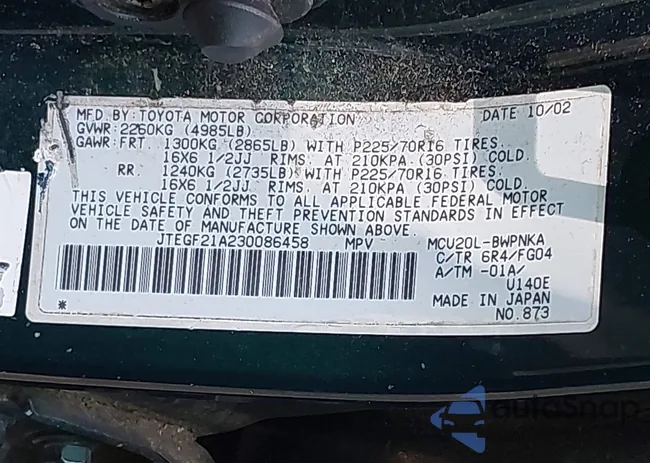 MFD BY: TOYOTA MOTOR CORPORATION DATE 10/02
GVWR: 2260KG (4985LB)
GAWR: FRT. 1300KG (2865LB) WITH P225/70R16 TIRES.
16X6 1/2JJ RIMS. AT 210KPA (30PSI) COLD.
RR. 1240KG (2735LB) WITH P225/70R16 TIRES.
16X6 1/2JJ RIMS. AT 210KPA (30PSI) COLD.
THIS VEHICLE CONFORMS TO ALL APPLICABLE FEDERAL MOTOR
VEHICLE SAFETY AND THEFT PREVENTION STANDARDS IN EFFECT
ON THE DATE OF MANUFACTURE SHOWN ABOVE.
JTEGF21A230086458 MPV MCU20L-BWPNKA
C/TR 6R4/FG04
A/TM -01A/
U140E
MADE IN JAPAN
NO.873
*
autoSnap